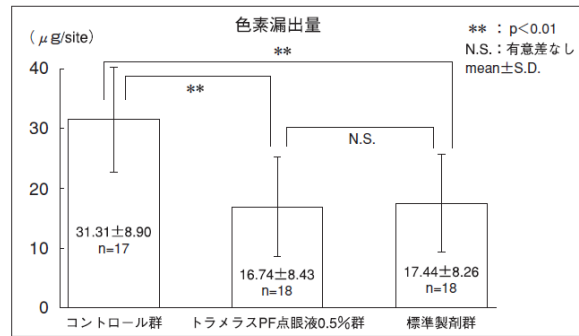 色素漏出量
(μg/site)
** : p<0.01
N.S.:有意差なし
mean±S.D.
**
**
N.S.
40
30
20
10
0
31.31±8.90
n=17
16.74±8.43
n=18
17.44±8.26
n=18
コントロール群
トラメラスPF点眼液0.5%群
標準製剤群